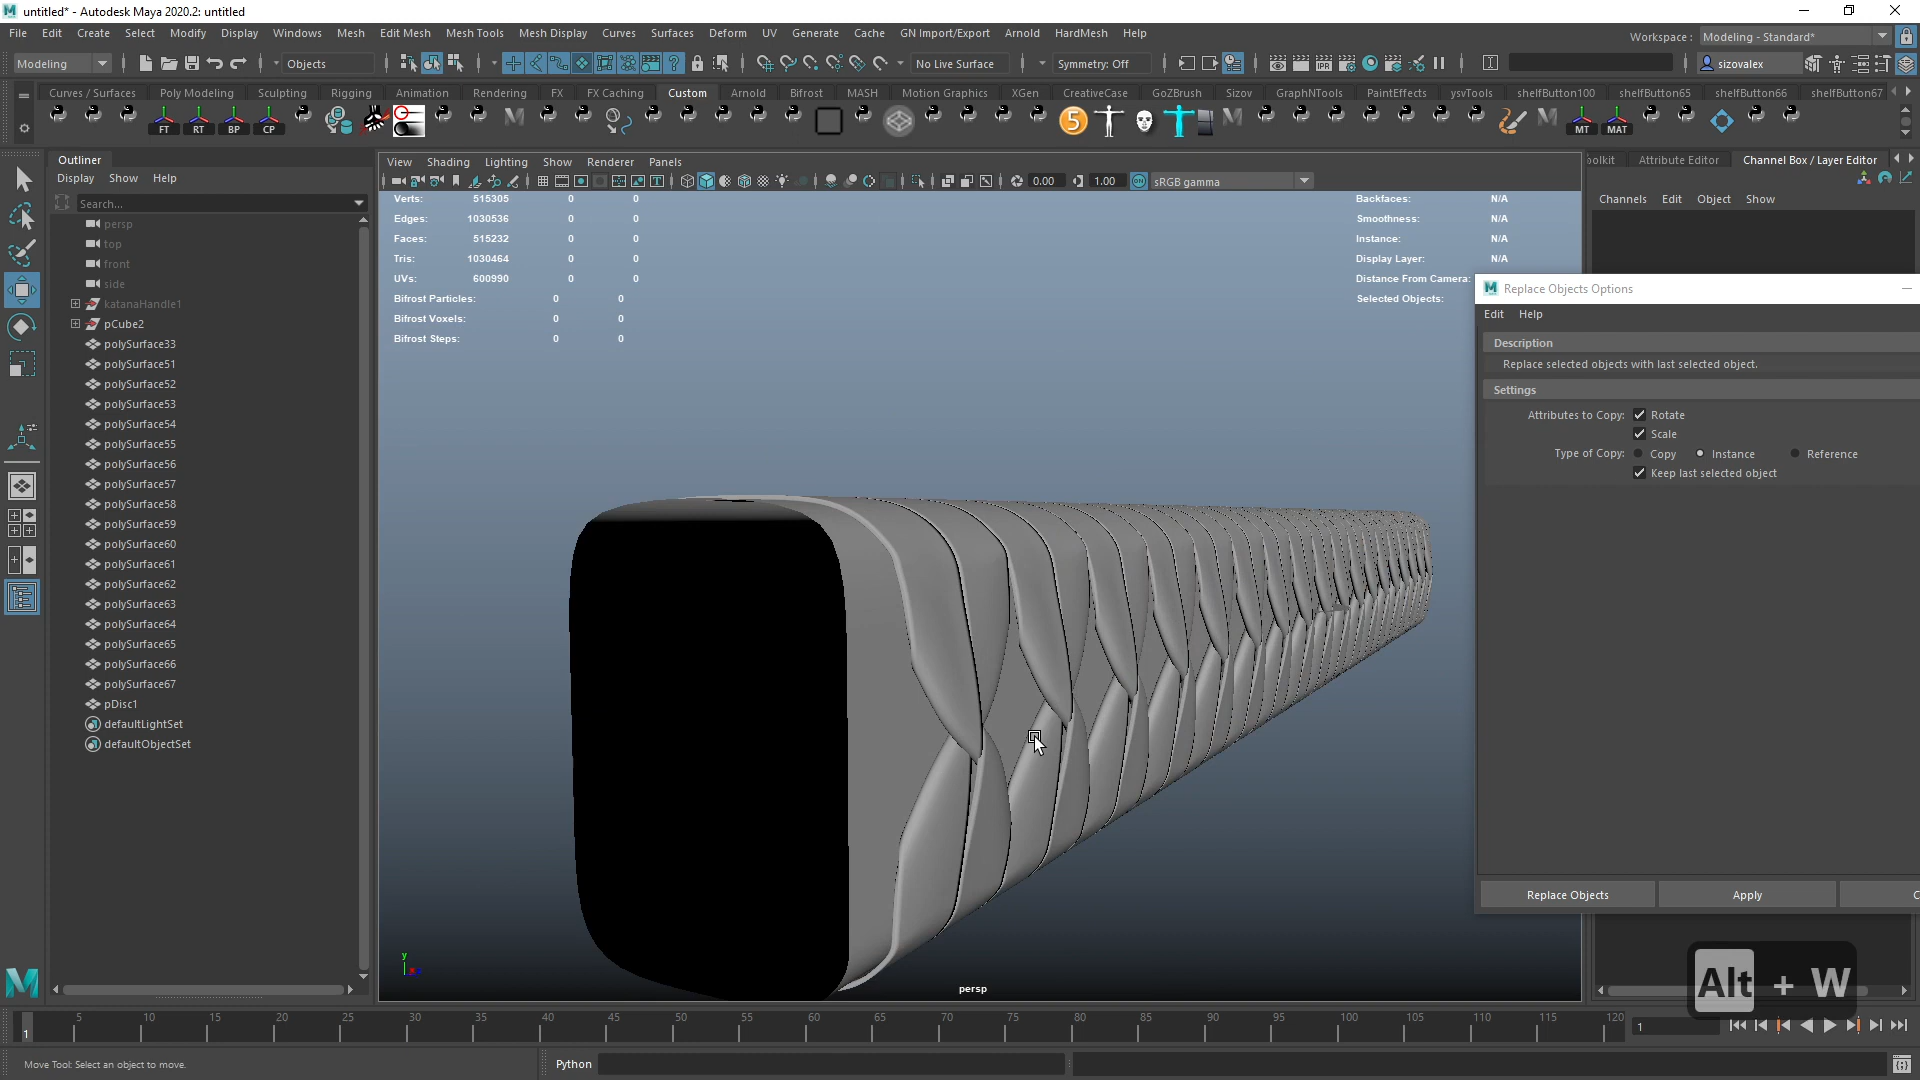 untitled* - Autodesk Maya 2020.2: untitled
File Edit Create Select Modify Display Windows Mesh Edit Mesh Mesh Tools Mesh Display Curves Surfaces Deform UV Generate Cache GN Import/Export Arnold HardMesh Help
Workspace : Modeling - Standard*
Modeling Objects No Live Surface Symmetry: Off sizovalex
Curves / Surfaces Poly Modeling Sculpting Rigging Animation Rendering FX FX Caching Custom Arnold Bifrost MASH Motion Graphics XGen CreativeCase GoZBrush Sizov GraphNTools PaintEffects ysvTools shelfButton100 shelfButton65 shelfButton66 shelfButton67
FT RT BP CP 5 MT MAT
Outliner
Display Show Help
Search...
persp
top
front
side
katanaHandle1
pCube2
polySurface33
polySurface51
polySurface52
polySurface53
polySurface54
polySurface55
polySurface56
polySurface57
polySurface58
polySurface59
polySurface60
polySurface61
polySurface62
polySurface63
polySurface64
polySurface65
polySurface66
polySurface67
pDisc1
defaultLightSet
defaultObjectSet
View Shading Lighting Show Renderer Panels
0.00 1.00 ON sRGB gamma
Verts: 515305 0 0
Edges: 1030536 0 0
Faces: 515232 0 0
Tris: 1030464 0 0
UVs: 600990 0 0
Bifrost Particles: 0 0
Bifrost Voxels: 0 0
Bifrost Steps: 0 0
Backfaces: N/A
Smoothness: N/A
Instance: N/A
Display Layer: N/A
Distance From Camera:
Selected Objects:
y
persp
oolkit Attribute Editor Channel Box / Layer Editor
Channels Edit Object Show
Replace Objects Options
Edit Help
Description
Replace selected objects with last selected object.
Settings
Attributes to Copy: Rotate
Scale
Type of Copy: Copy Instance Reference
Keep last selected object
Replace Objects Apply C
Alt + W
1 5 10 15 20 25 30 35 40 45 50 55 60 65 70 75 80 85 90 95 100 105 110 115 120 1
Move Tool: Select an object to move.
Python